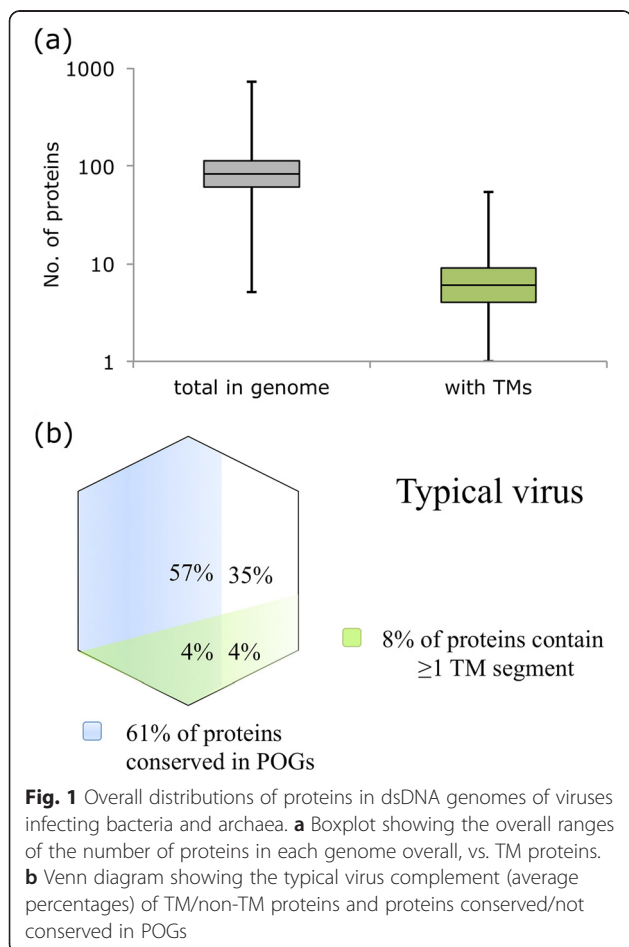 (a)
1000
100
10
1
No. of proteins
total in genome
with TMs
(b)
Typical virus
57% 35%
4% 4%
8% of proteins contain
≥1 TM segment
61% of proteins
conserved in POGs
Fig. 1 Overall distributions of proteins in dsDNA genomes of viruses
infecting bacteria and archaea. a Boxplot showing the overall ranges
of the number of proteins in each genome overall, vs. TM proteins.
b Venn diagram showing the typical virus complement (average
percentages) of TM/non-TM proteins and proteins conserved/not
conserved in POGs